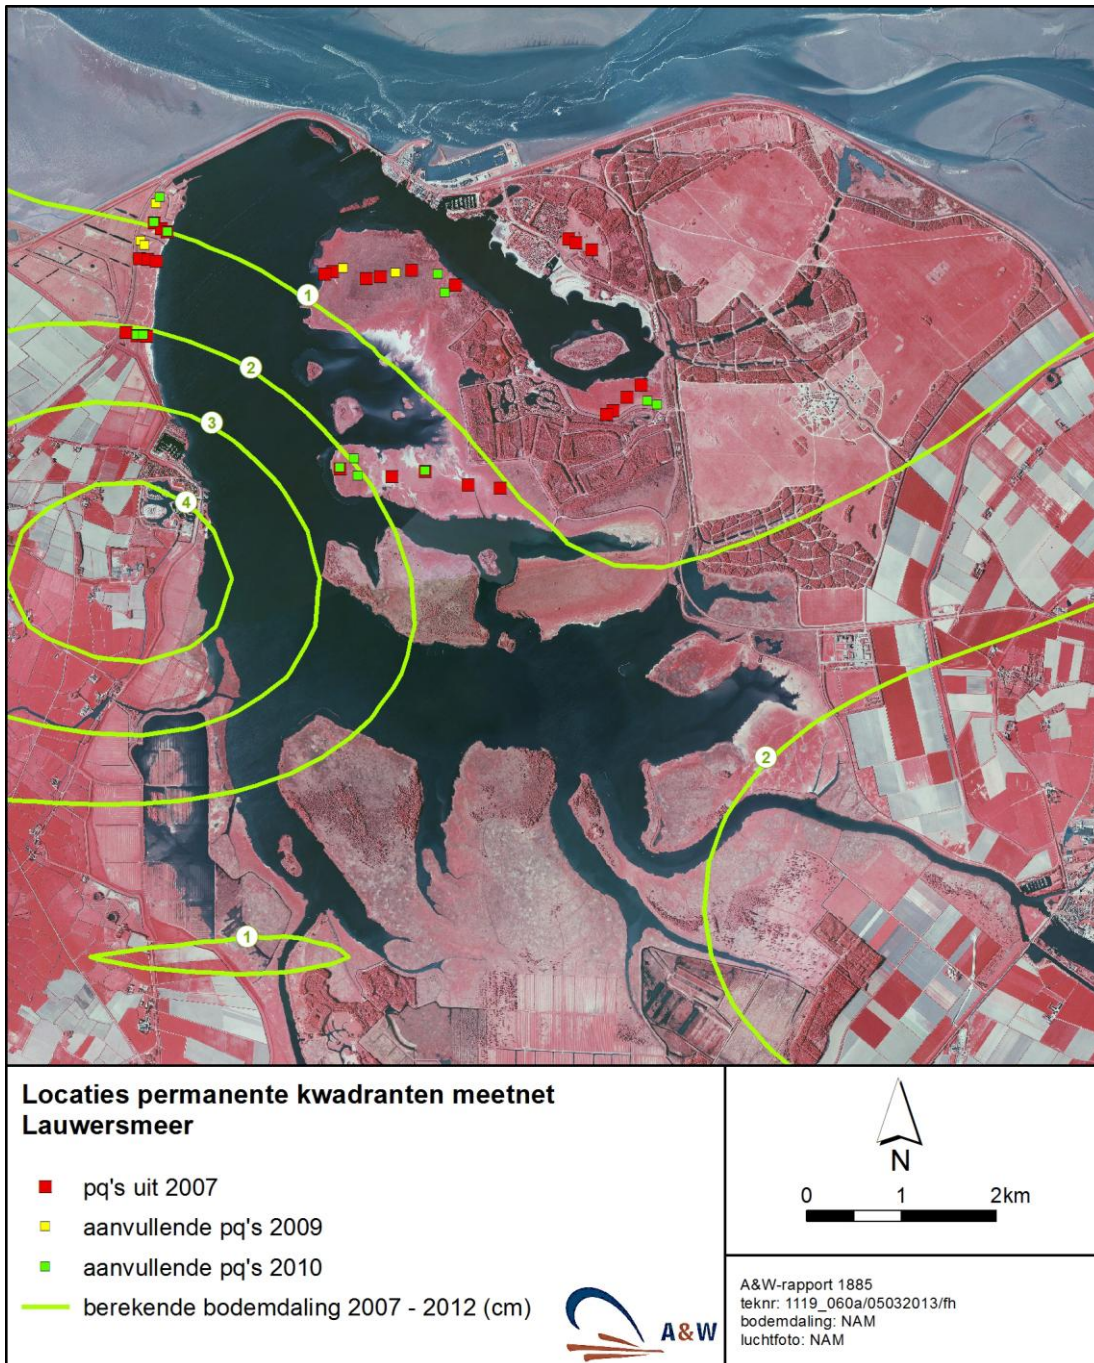 1
2
3
4
2
1
Locaties permanente kwadranten meetnet
Lauwersmeer
pq's uit 2007
aanvullende pq's 2009
aanvullende pq's 2010
berekende bodemdaling 2007 - 2012 (cm)
A&W
N
0 1 2km
A&W-rapport 1885
teknr: 1119_060a/05032013/fh
bodemdaling: NAM
luchtfoto: NAM